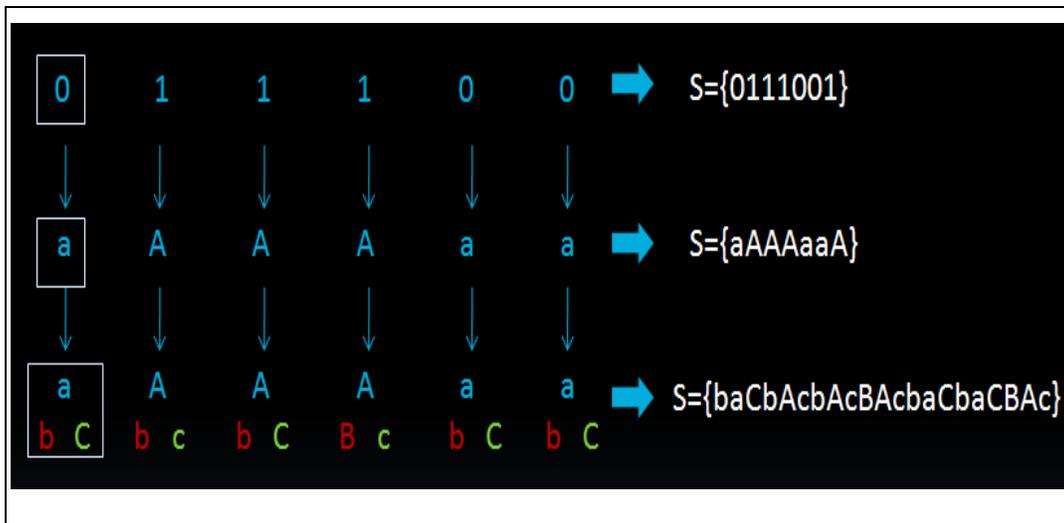 0 1 1 1 0 0 S={0111001}
a A A A a a S={aAAAaaA}
a A A A a a S={baCbAcbAcBAcbaCbaCBAc}
b C b c b C B c b C b C